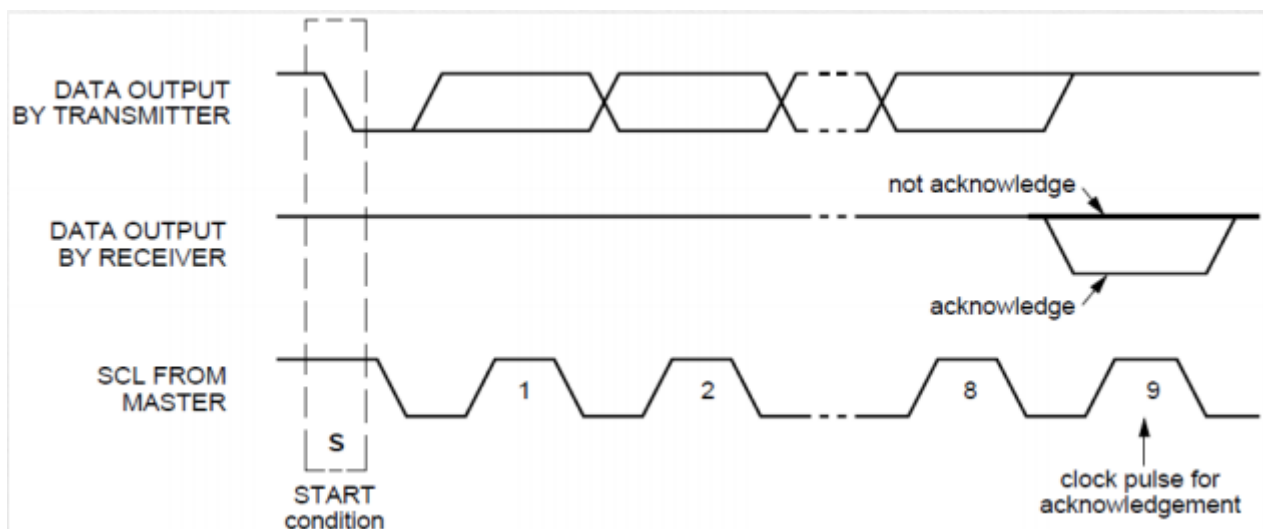 DATA OUTPUT
BY TRANSMITTER
not acknowledge
DATA OUTPUT
BY RECEIVER
acknowledge
SCL FROM
MASTER
1
2
8
9
S
START
condition
clock pulse for
acknowledgement